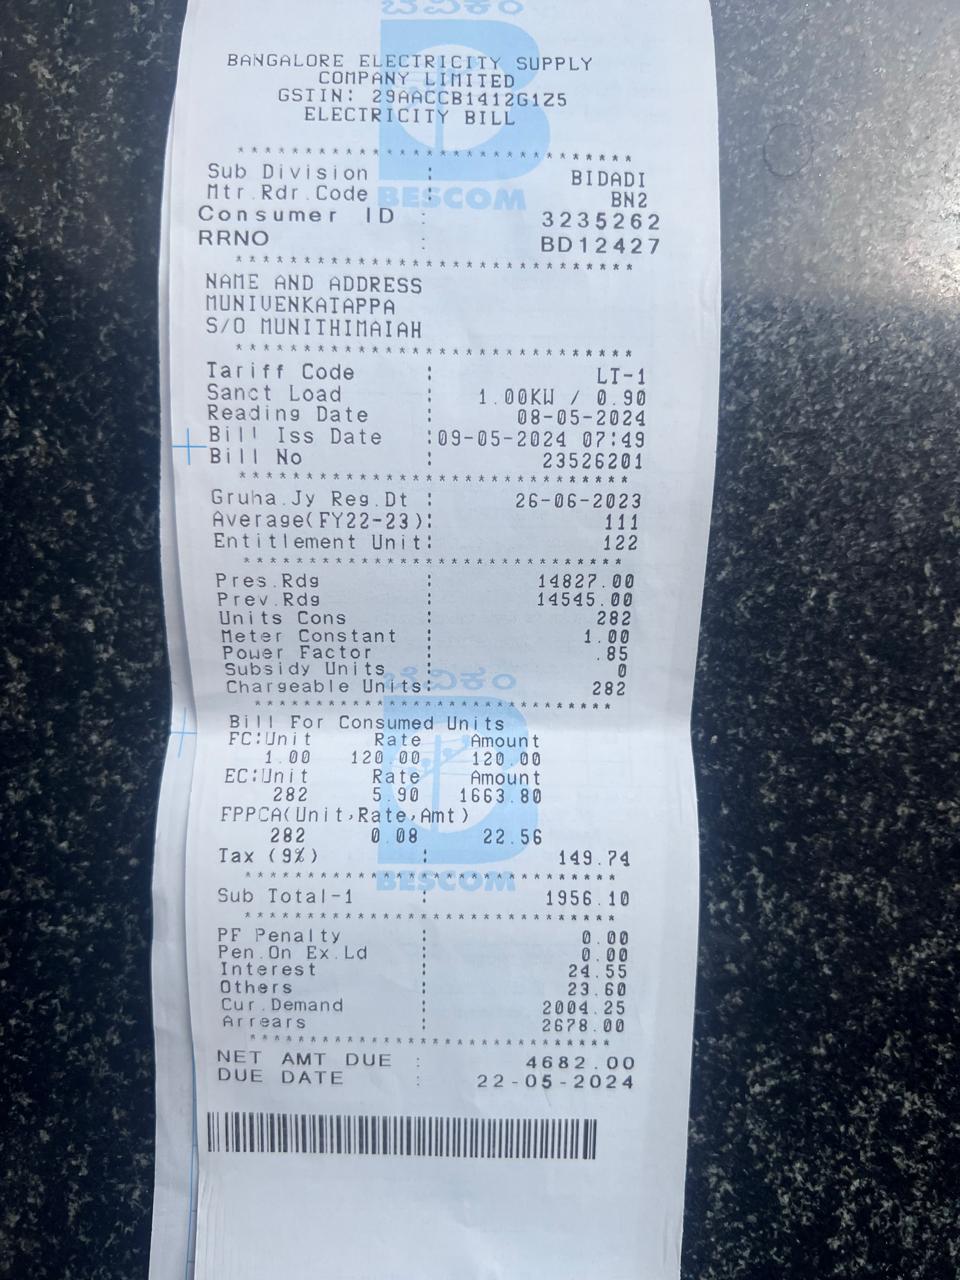 ಬೆವಿಕಂ
BANGALORE ELECTRICITY SUPPLY
COMPANY LIMITED
GSTIN: 29AACCB1412G1Z5
ELECTRICITY BILL
* * * * * * * * * * * * * * * * * * * * * * * * * * *
Sub Division : BIDADI
Mtr.Rdr.Code : BN2
BESCOM
Consumer ID : 3235262
RRNO : BD12427
* * * * * * * * * * * * * * * * * * * * * * * * * * *
NAME AND ADDRESS
MUNIVENKATAPPA
S/O MUNITHIMAIAH
* * * * * * * * * * * * * * * * * * * * * * * * * * *
Tariff Code : LT-1
Sanct Load : 1.00KW / 0.90
Reading Date : 08-05-2024
Bill Iss Date :09-05-2024 07:49
Bill No : 23526201
* * * * * * * * * * * * * * * * * * * * * * * * * * *
Gruha.Jy Reg.Dt : 26-06-2023
Average(FY22-23): 111
Entitlement Unit: 122
* * * * * * * * * * * * * * * * * * * * * * * * * * *
Pres.Rdg : 14827.00
Prev.Rdg : 14545.00
Units Cons : 282
Meter Constant : 1.00
Power Factor : .85
Subsidy Units : 0
ಬೆವಿಕಂ
Chargeable Units: 282
* * * * * * * * * * * * * * * * * * * * * * * * * * *
Bill For Consumed Units
FC:Unit Rate Amount
1.00 120.00 120.00
EC:Unit Rate Amount
282 5.90 1663.80
FPPCA(Unit,Rate,Amt)
282 0.08 22.56
Tax (9%) : 149.74
* * * * * * * * * * * * * * * * * * * * * * * * * * *
BESCOM
Sub Total-1 : 1956.10
* * * * * * * * * * * * * * * * * * * * * * * * * * *
PF Penalty : 0.00
Pen.On Ex.Ld : 0.00
Interest : 24.55
Others : 23.60
Cur.Demand : 2004.25
Arrears : 2678.00
* * * * * * * * * * * * * * * * * * * * * * * * * * *
NET AMT DUE : 4682.00
DUE DATE : 22-05-2024